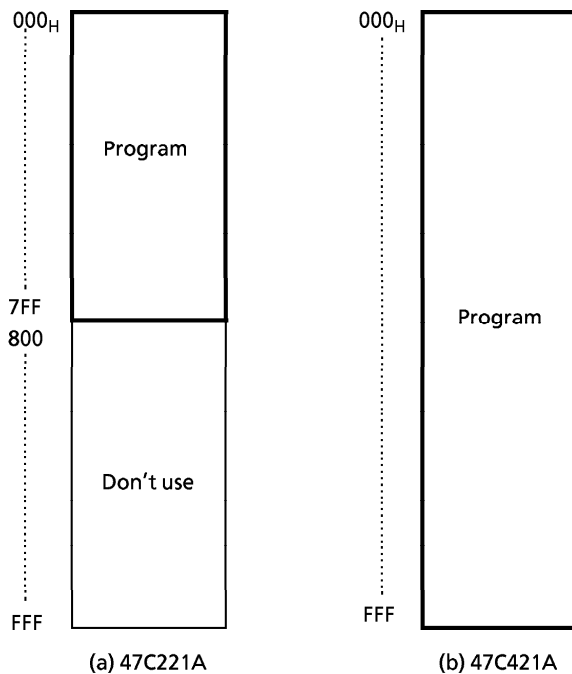 000H
Program
7FF
800
Don't use
FFF
(a) 47C221A
000H
Program
FFF
(b) 47C421A